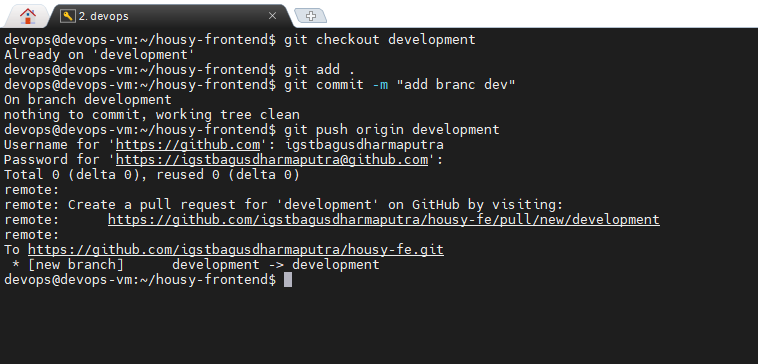 2. devops
devops@devops-vm:~/housy-frontend$ git checkout development
Already on 'development'
devops@devops-vm:~/housy-frontend$ git add .
devops@devops-vm:~/housy-frontend$ git commit -m "add branc dev"
On branch development
nothing to commit, working tree clean
devops@devops-vm:~/housy-frontend$ git push origin development
Username for 'https://github.com': igstbagusdharmaputra
Password for 'https://igstbagusdharmaputra@github.com':
Total 0 (delta 0), reused 0 (delta 0)
remote:
remote: Create a pull request for 'development' on GitHub by visiting:
remote:      https://github.com/igstbagusdharmaputra/housy-fe/pull/new/development
remote:
To https://github.com/igstbagusdharmaputra/housy-fe.git
 * [new branch]      development -> development
devops@devops-vm:~/housy-frontend$